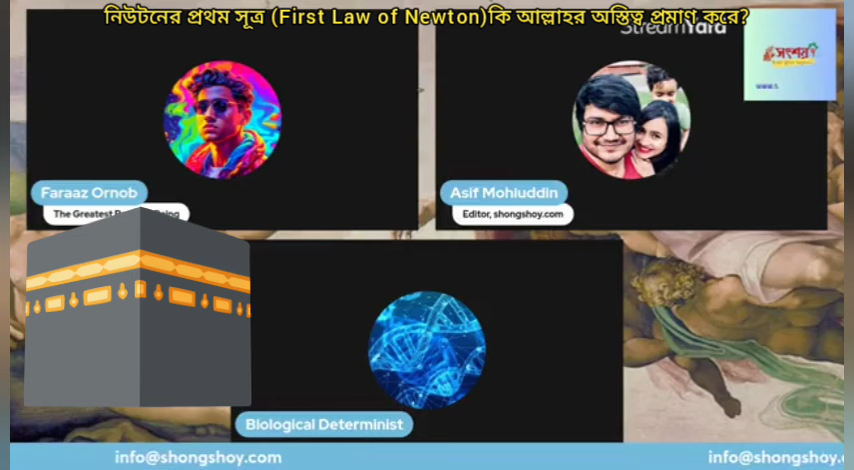 নিউটনের প্রথম সূত্র (First Law of Newton)কি আল্লাহর অস্তিত্ব প্রমাণ করে?
StreamYard
সংশয়
Faraaz Ornob
The Greatest
Asif Mohiuddin
Editor, shongshoy.com
Biological Determinist
info@shongshoy.com
info@shongshoy.